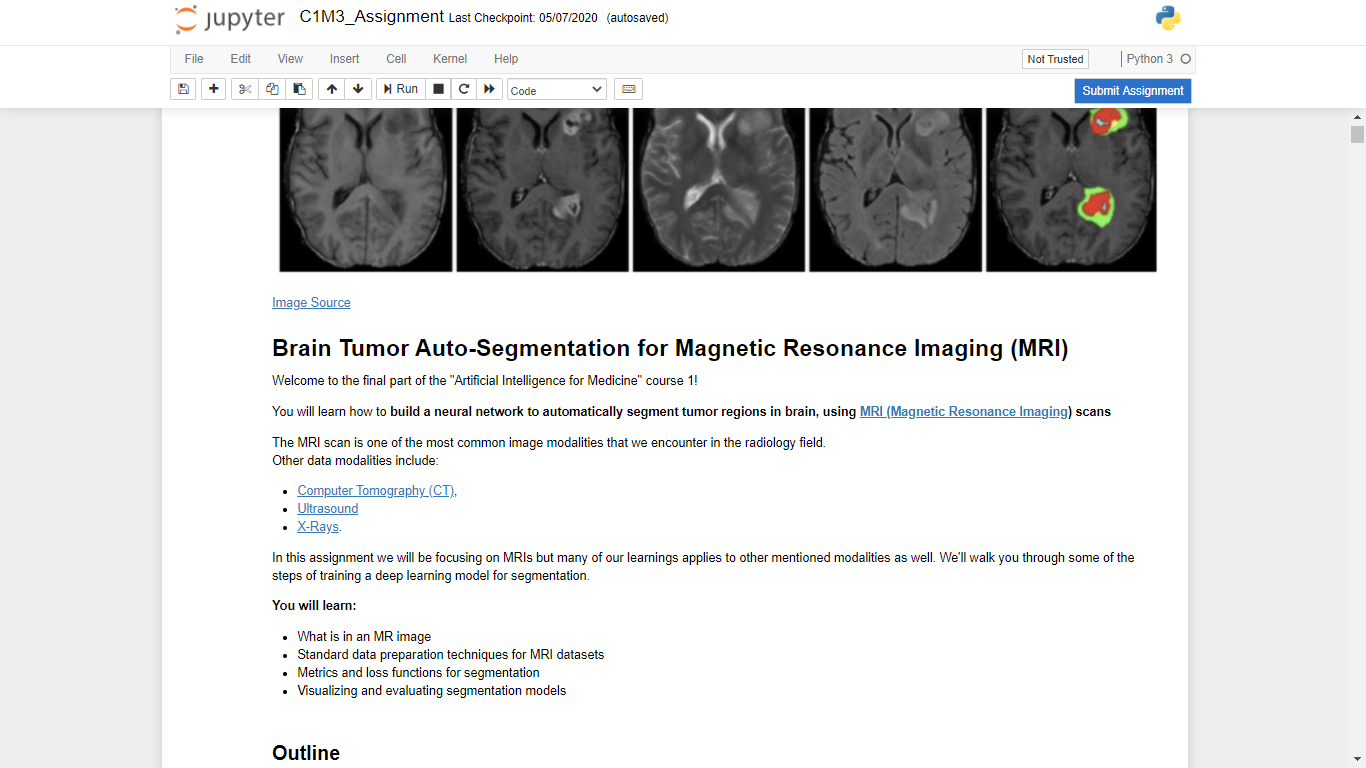 jupyter C1M3_Assignment Last Checkpoint: 05/07/2020 (autosaved)
File Edit View Insert Cell Kernel Help Not Trusted Python 3
Run Code Submit Assignment
Image Source
Brain Tumor Auto-Segmentation for Magnetic Resonance Imaging (MRI)
Welcome to the final part of the "Artificial Intelligence for Medicine" course 1!
You will learn how to build a neural network to automatically segment tumor regions in brain, using MRI (Magnetic Resonance Imaging) scans
The MRI scan is one of the most common image modalities that we encounter in the radiology field.
Other data modalities include:
• Computer Tomography (CT),
• Ultrasound
• X-Rays.
In this assignment we will be focusing on MRIs but many of our learnings applies to other mentioned modalities as well. We'll walk you through some of the
steps of training a deep learning model for segmentation.
You will learn:
• What is in an MR image
• Standard data preparation techniques for MRI datasets
• Metrics and loss functions for segmentation
• Visualizing and evaluating segmentation models
Outline